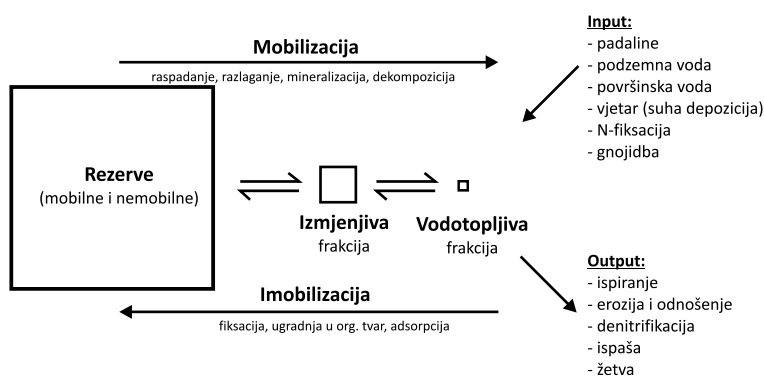 Mobilizacija
raspadanje, razlaganje, mineralizacija, dekompozicija
Input:
- padaline
- podzemna voda
- površinska voda
- vjetar (suha depozicija)
- N-fiksacija
- gnojidba
Rezerve
(mobilne i nemobilne)
Izmjenjiva
frakcija
Vodotopljiva
frakcija
Imobilizacija
fiksacija, ugradnja u org. tvar, adsorpcija
Output:
- ispiranje
- erozija i odnošenje
- denitrifikacija
- ispaša
- žetva